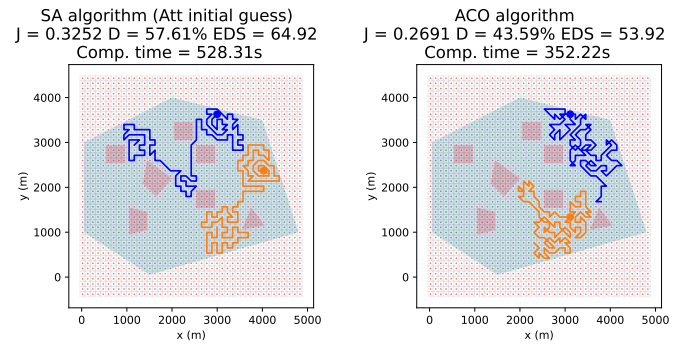 SA algorithm (Att initial guess)
J = 0.3252 D = 57.61% EDS = 64.92
Comp. time = 528.31s
4000
3000
2000
1000
0
y (m)
0 1000 2000 3000 4000 5000
x (m)
ACO algorithm
J = 0.2691 D = 43.59% EDS = 53.92
Comp. time = 352.22s
4000
3000
2000
1000
0
y (m)
0 1000 2000 3000 4000 5000
x (m)